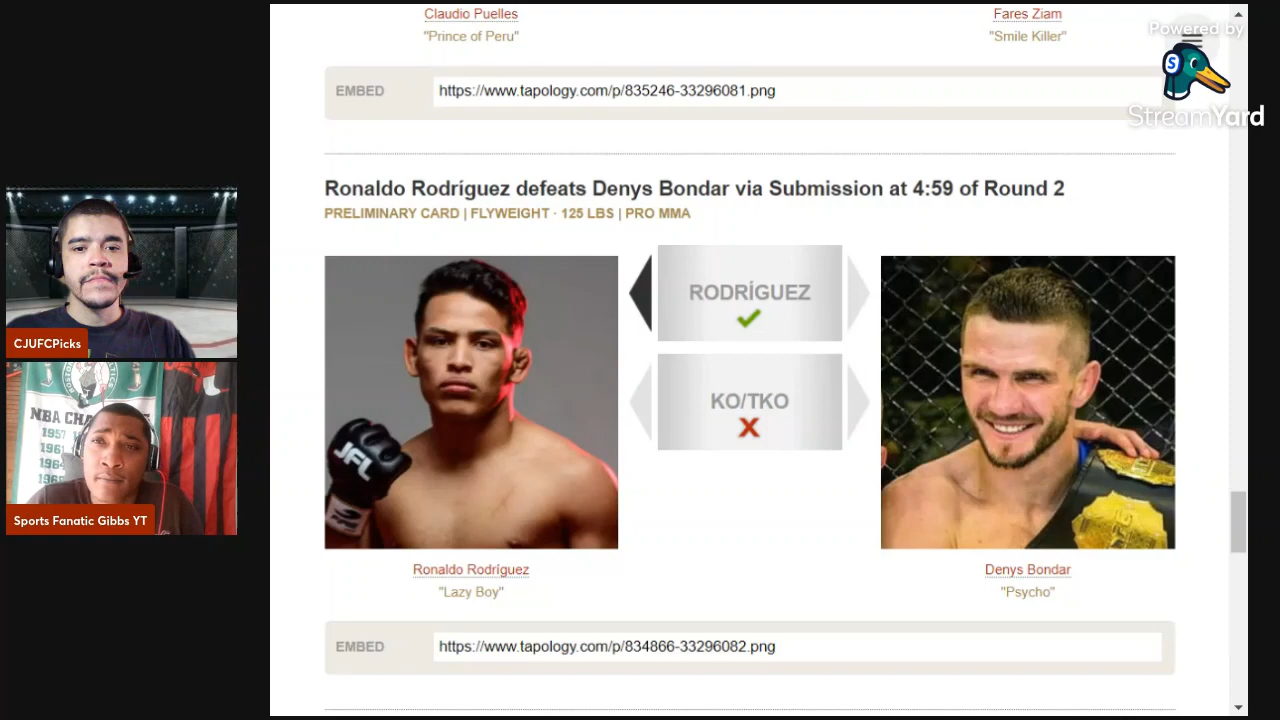 Claudio Puelles
"Prince of Peru"
Fares Ziam
"Smile Killer"
Powered by
StreamYard
S
EMBED
https://www.tapology.com/p/835246-33296081.png
Ronaldo Rodríguez defeats Denys Bondar via Submission at 4:59 of Round 2
PRELIMINARY CARD | FLYWEIGHT · 125 LBS | PRO MMA
RODRÍGUEZ
KO/TKO
JFL
Ronaldo Rodríguez
"Lazy Boy"
Denys Bondar
"Psycho"
EMBED
https://www.tapology.com/p/834866-33296082.png
CJUFCPicks
NBA CHA
1957
1961
1964
Sports Fanatic Gibbs YT